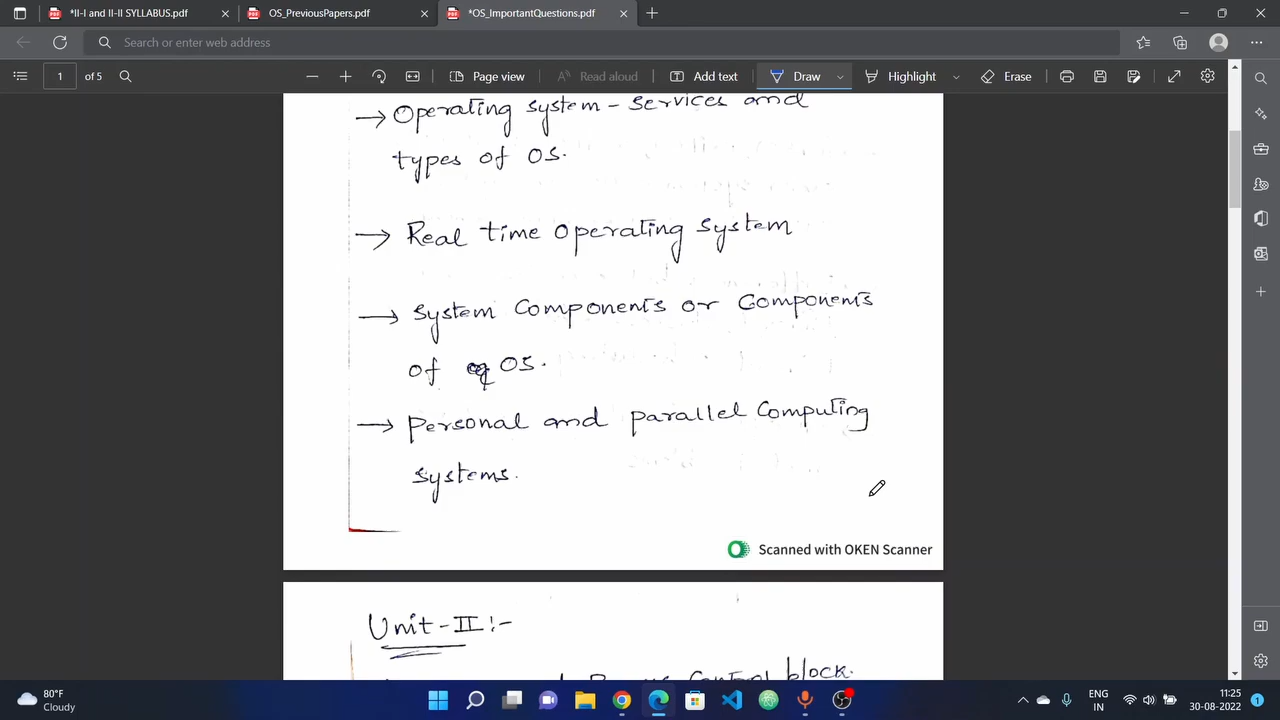 *II-I and II-II SYLLABUS.pdf
OS_PreviousPapers.pdf
*OS_ImportantQuestions.pdf
Search or enter web address
1 of 5
Page view
Read aloud
Add text
Draw
Highlight
Erase
→ Operating system - services and
types of OS.
→ Real time operating system
→ system components or components
of OS.
→ personal and parallel computing
systems.
Scanned with OKEN Scanner
Unit-II:-
control block.
80°F
Cloudy
ENG
IN
11:25
30-08-2022
1